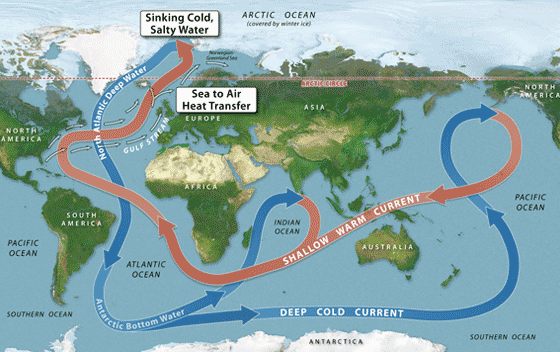 Sinking Cold,
Salty Water
ARCTIC OCEAN
(covered by winter ice)
Norwegian
Greenland Sea
ARCTIC CIRCLE
North Atlantic Deep Water
Sea to Air
Heat Transfer
GULF STREAM
EUROPE
ASIA
NORTH
AMERICA
NORTH
AMERICA
AFRICA
SOUTH
AMERICA
PACIFIC
OCEAN
ATLANTIC
OCEAN
INDIAN
OCEAN
SHALLOW WARM CURRENT
AUSTRALIA
PACIFIC
OCEAN
Antarctic Bottom Water
DEEP COLD CURRENT
SOUTHERN OCEAN
ANTARCTICA
SOUTHERN OCEAN